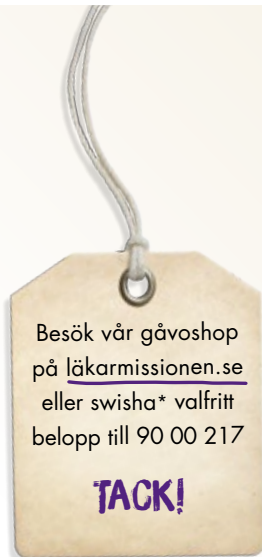 Besök vår gåvoshop
på läkarmissionen.se
eller swisha* valfritt
belopp till 90 00 217
TACK!